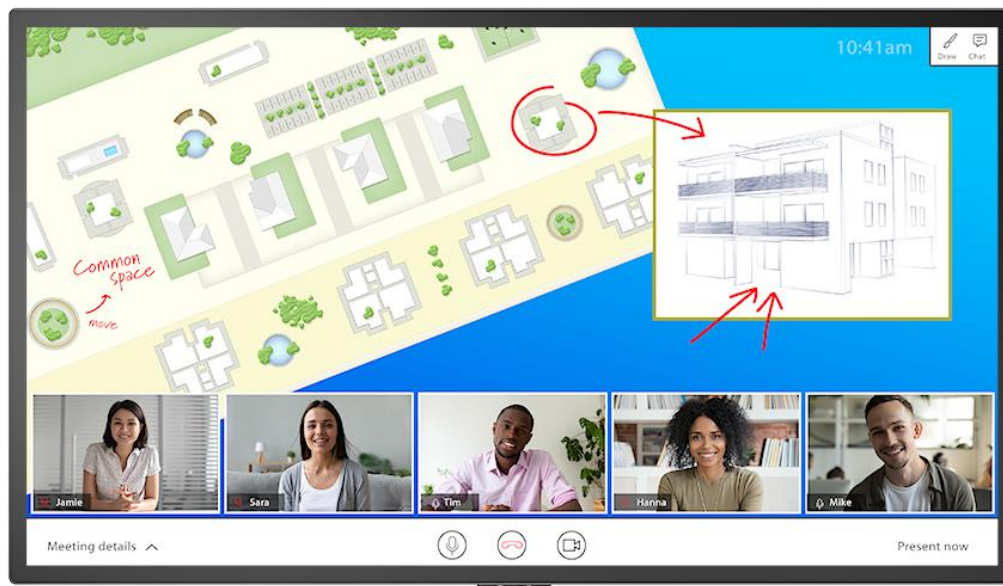 10:41am
Draw
Chat
Common
space
move
Jamie
Sara
Tim
Hanna
Mike
Meeting details
Present now